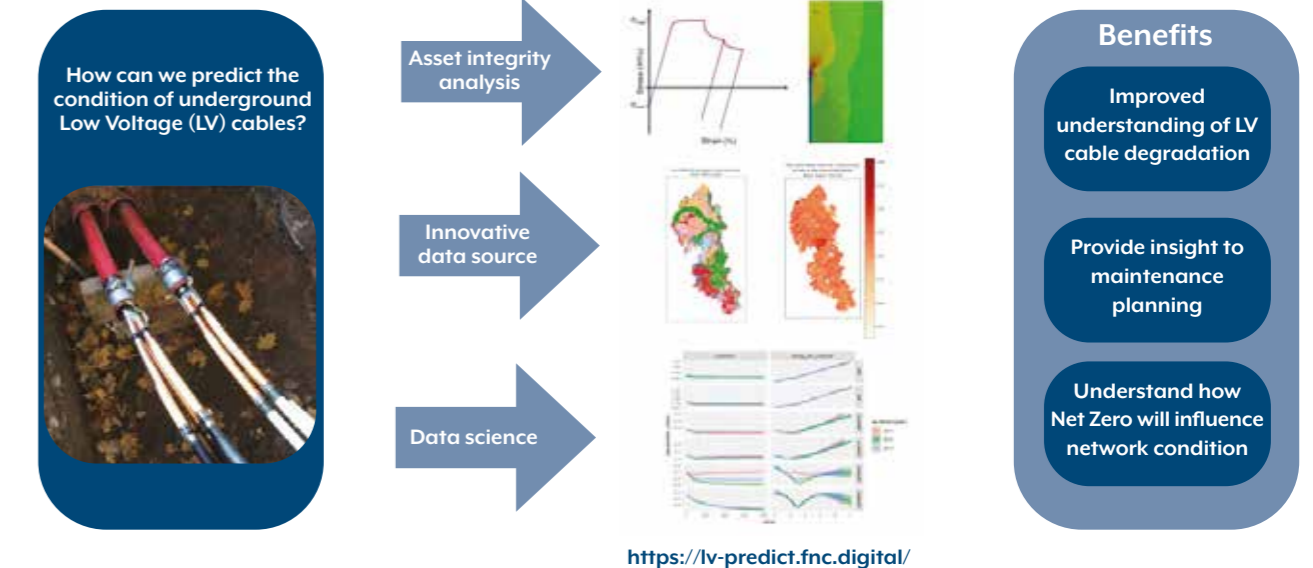 How can we predict the
condition of underground
Low Voltage (LV) cables?
Asset integrity
analysis
Innovative
data source
Data science
https://lv-predict.fnc.digital/
Benefits
Improved
understanding of LV
cable degradation
Provide insight to
maintenance
planning
Understand how
Net Zero will influence
network condition